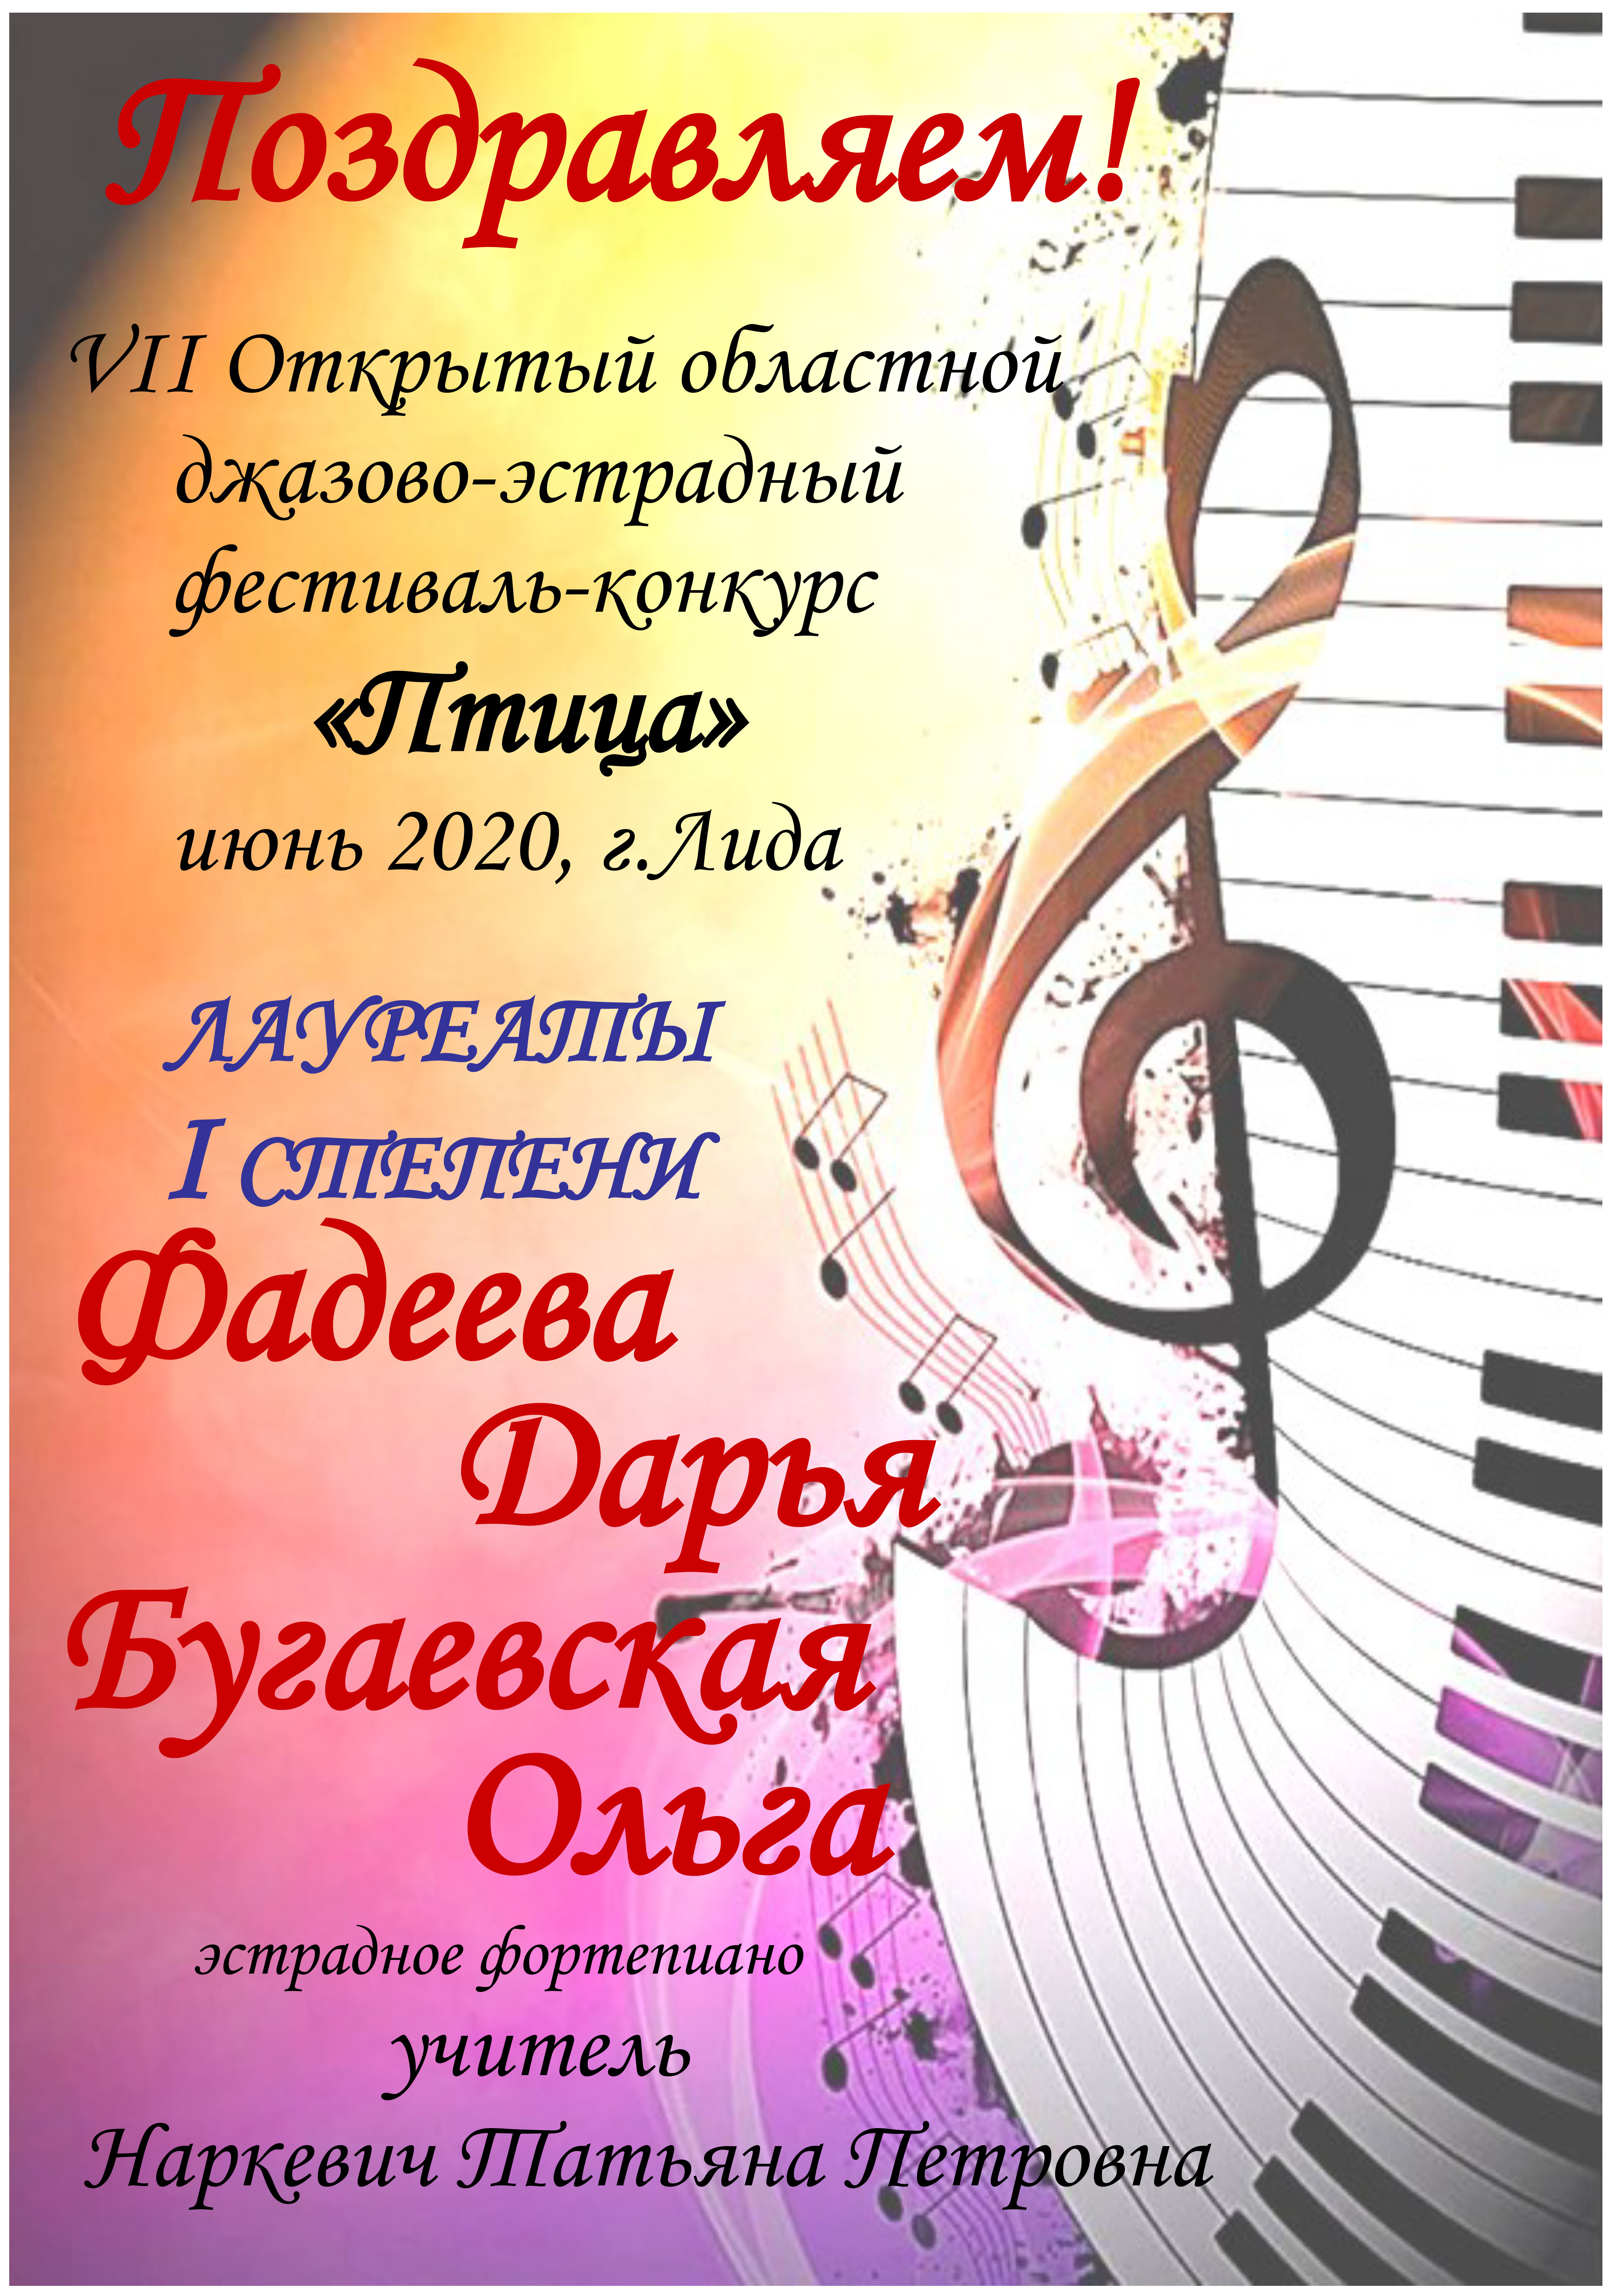 Поздравляем!
VII Открытый областной
джазово-эстрадный
фестиваль-конкурс
«Птица»
июнь 2020, г.Лида
ЛАУРЕАТЫ
I СТЕПЕНИ
Фадеева
Дарья
Бугаевская
Ольга
эстрадное фортепиано
учитель
Наркевич Татьяна Петровна